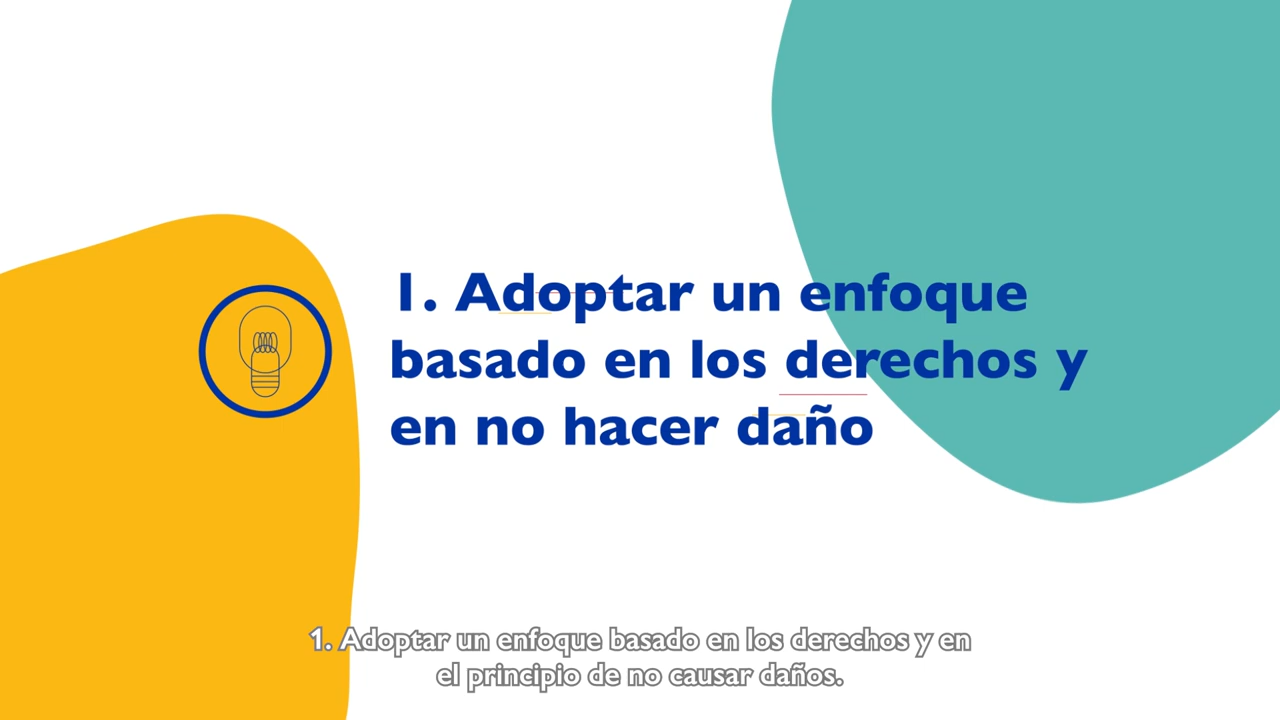 1. Adoptar un enfoque
basado en los derechos y
en no hacer daño
1. Adoptar un enfoque basado en los derechos y en
el principio de no causar daños.